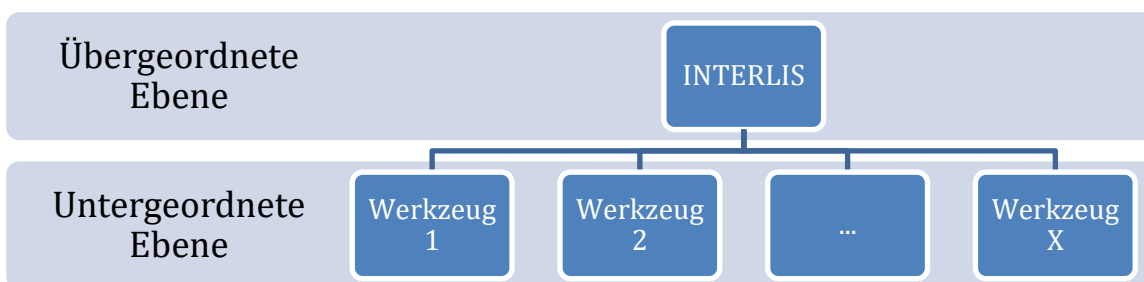 Übergeordnete
Ebene
INTERLIS
Untergeordnete
Ebene
Werkzeug
1
Werkzeug
2
...
Werkzeug
X